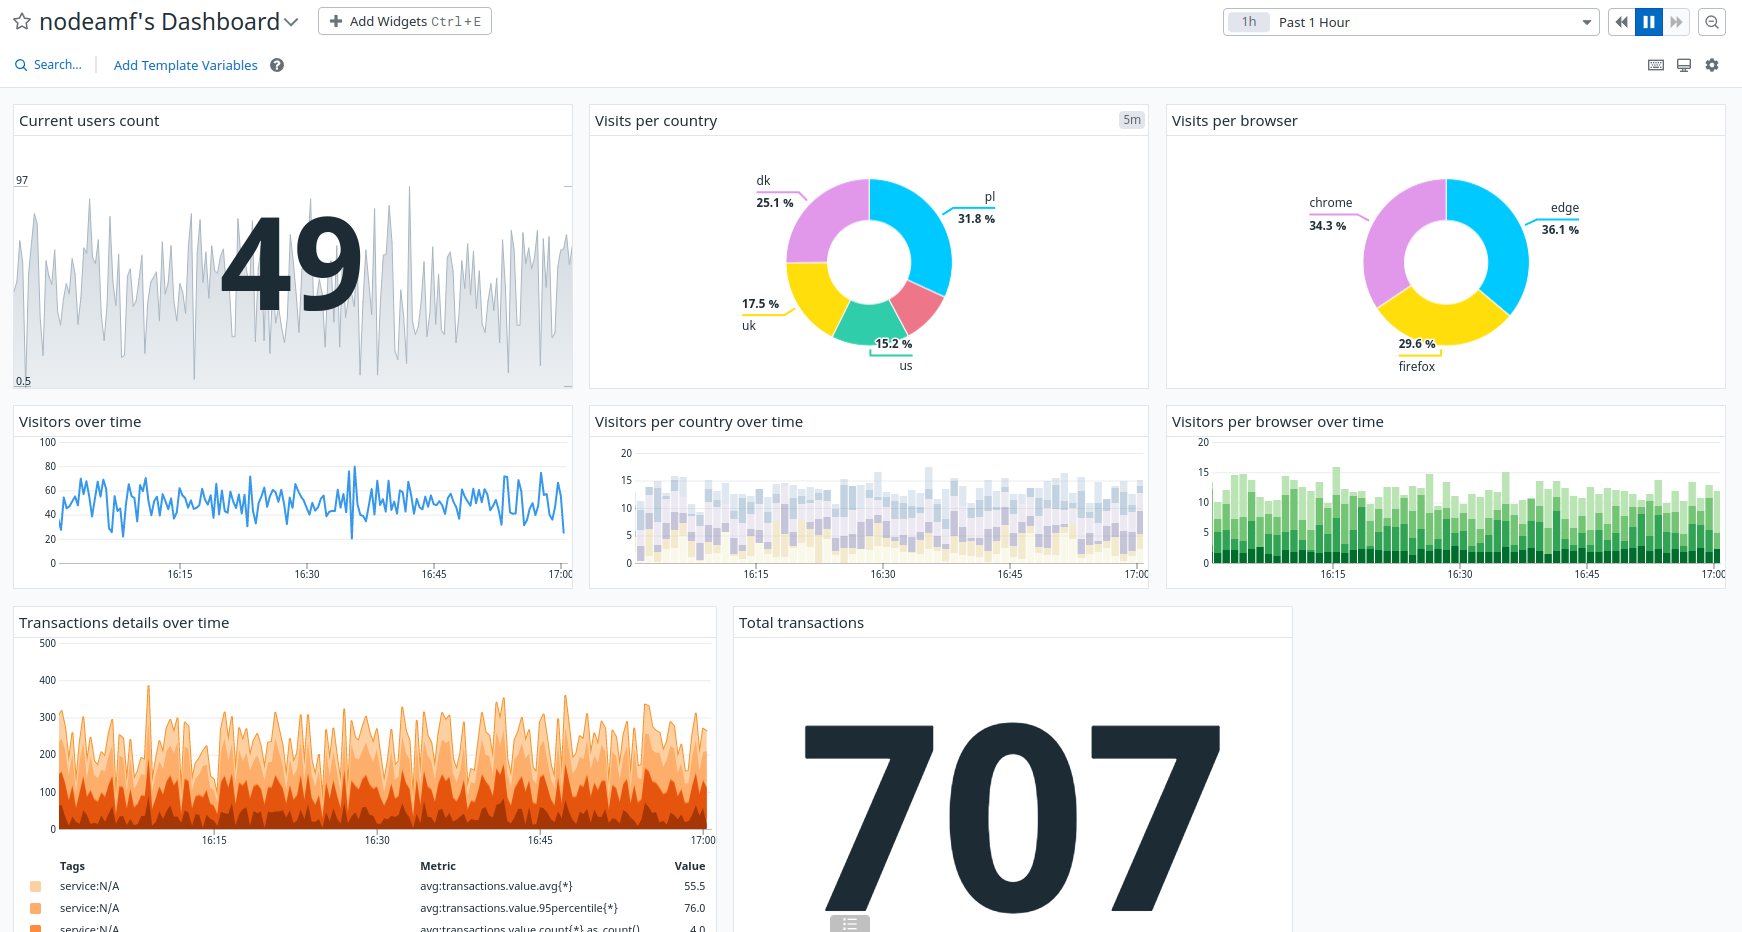 nodeamf's Dashboard
Add Widgets Ctrl+E
1h Past 1 Hour
Search...
Add Template Variables
Current users count
97
49
0.5
Visits per country
5m
dk
25.1 %
pl
31.8 %
17.5 %
uk
15.2 %
us
Visits per browser
chrome
34.3 %
edge
36.1 %
29.6 %
firefox
Visitors over time
100
80
60
40
20
0
16:15 16:30 16:45 17:00
Visitors per country over time
20
15
10
5
0
16:15 16:30 16:45 17:00
Visitors per browser over time
20
15
10
5
0
16:15 16:30 16:45 17:00
Transactions details over time
500
400
300
200
100
0
16:15 16:30 16:45 17:00
Tags Metric Value
service:N/A avg:transactions.value.avg{*} 55.5
service:N/A avg:transactions.value.95percentile{*} 76.0
service:N/A avg:transactions.value.count{*}.as_count() 4.0
Total transactions
707